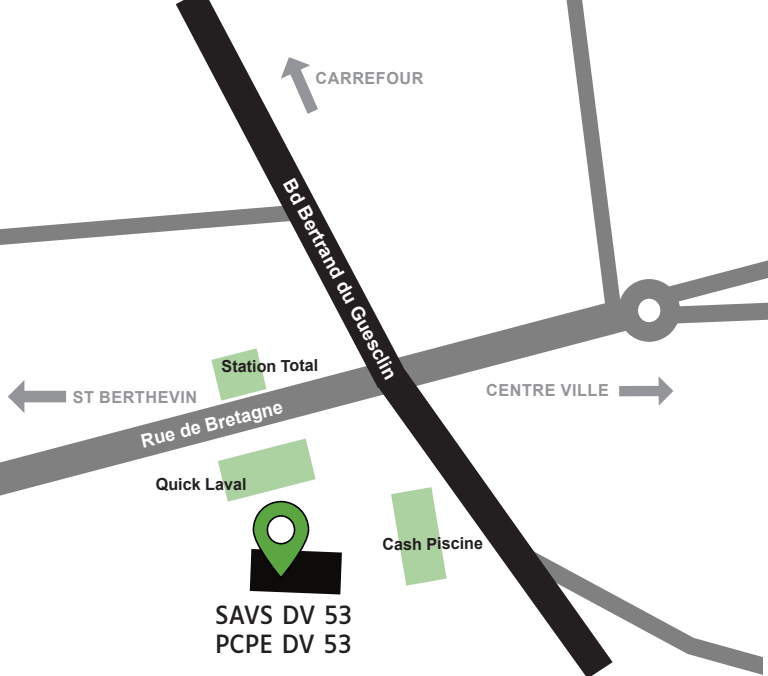 CARREFOUR
Bd Bertrand du Guesclin
Station Total
ST BERTHEVIN
CENTRE VILLE
Rue de Bretagne
Quick Laval
Cash Piscine
SAVS DV 53
PCPE DV 53